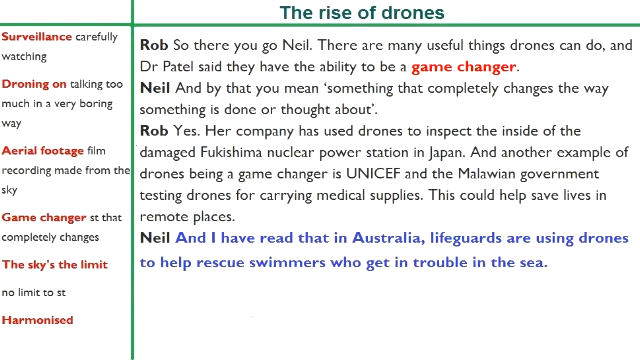 The rise of drones
Surveillance carefully
watching
Droning on talking too
much in a very boring
way
Aerial footage film
recording made from the
sky
Game changer st that
completely changes
The sky's the limit
no limit to st
Harmonised
Rob So there you go Neil. There are many useful things drones can do, and
Dr Patel said they have the ability to be a game changer.
Neil And by that you mean ‘something that completely changes the way
something is done or thought about’.
Rob Yes. Her company has used drones to inspect the inside of the
damaged Fukishima nuclear power station in Japan. And another example of
drones being a game changer is UNICEF and the Malawian government
testing drones for carrying medical supplies. This could help save lives in
remote places.
Neil And I have read that in Australia, lifeguards are using drones
to help rescue swimmers who get in trouble in the sea.